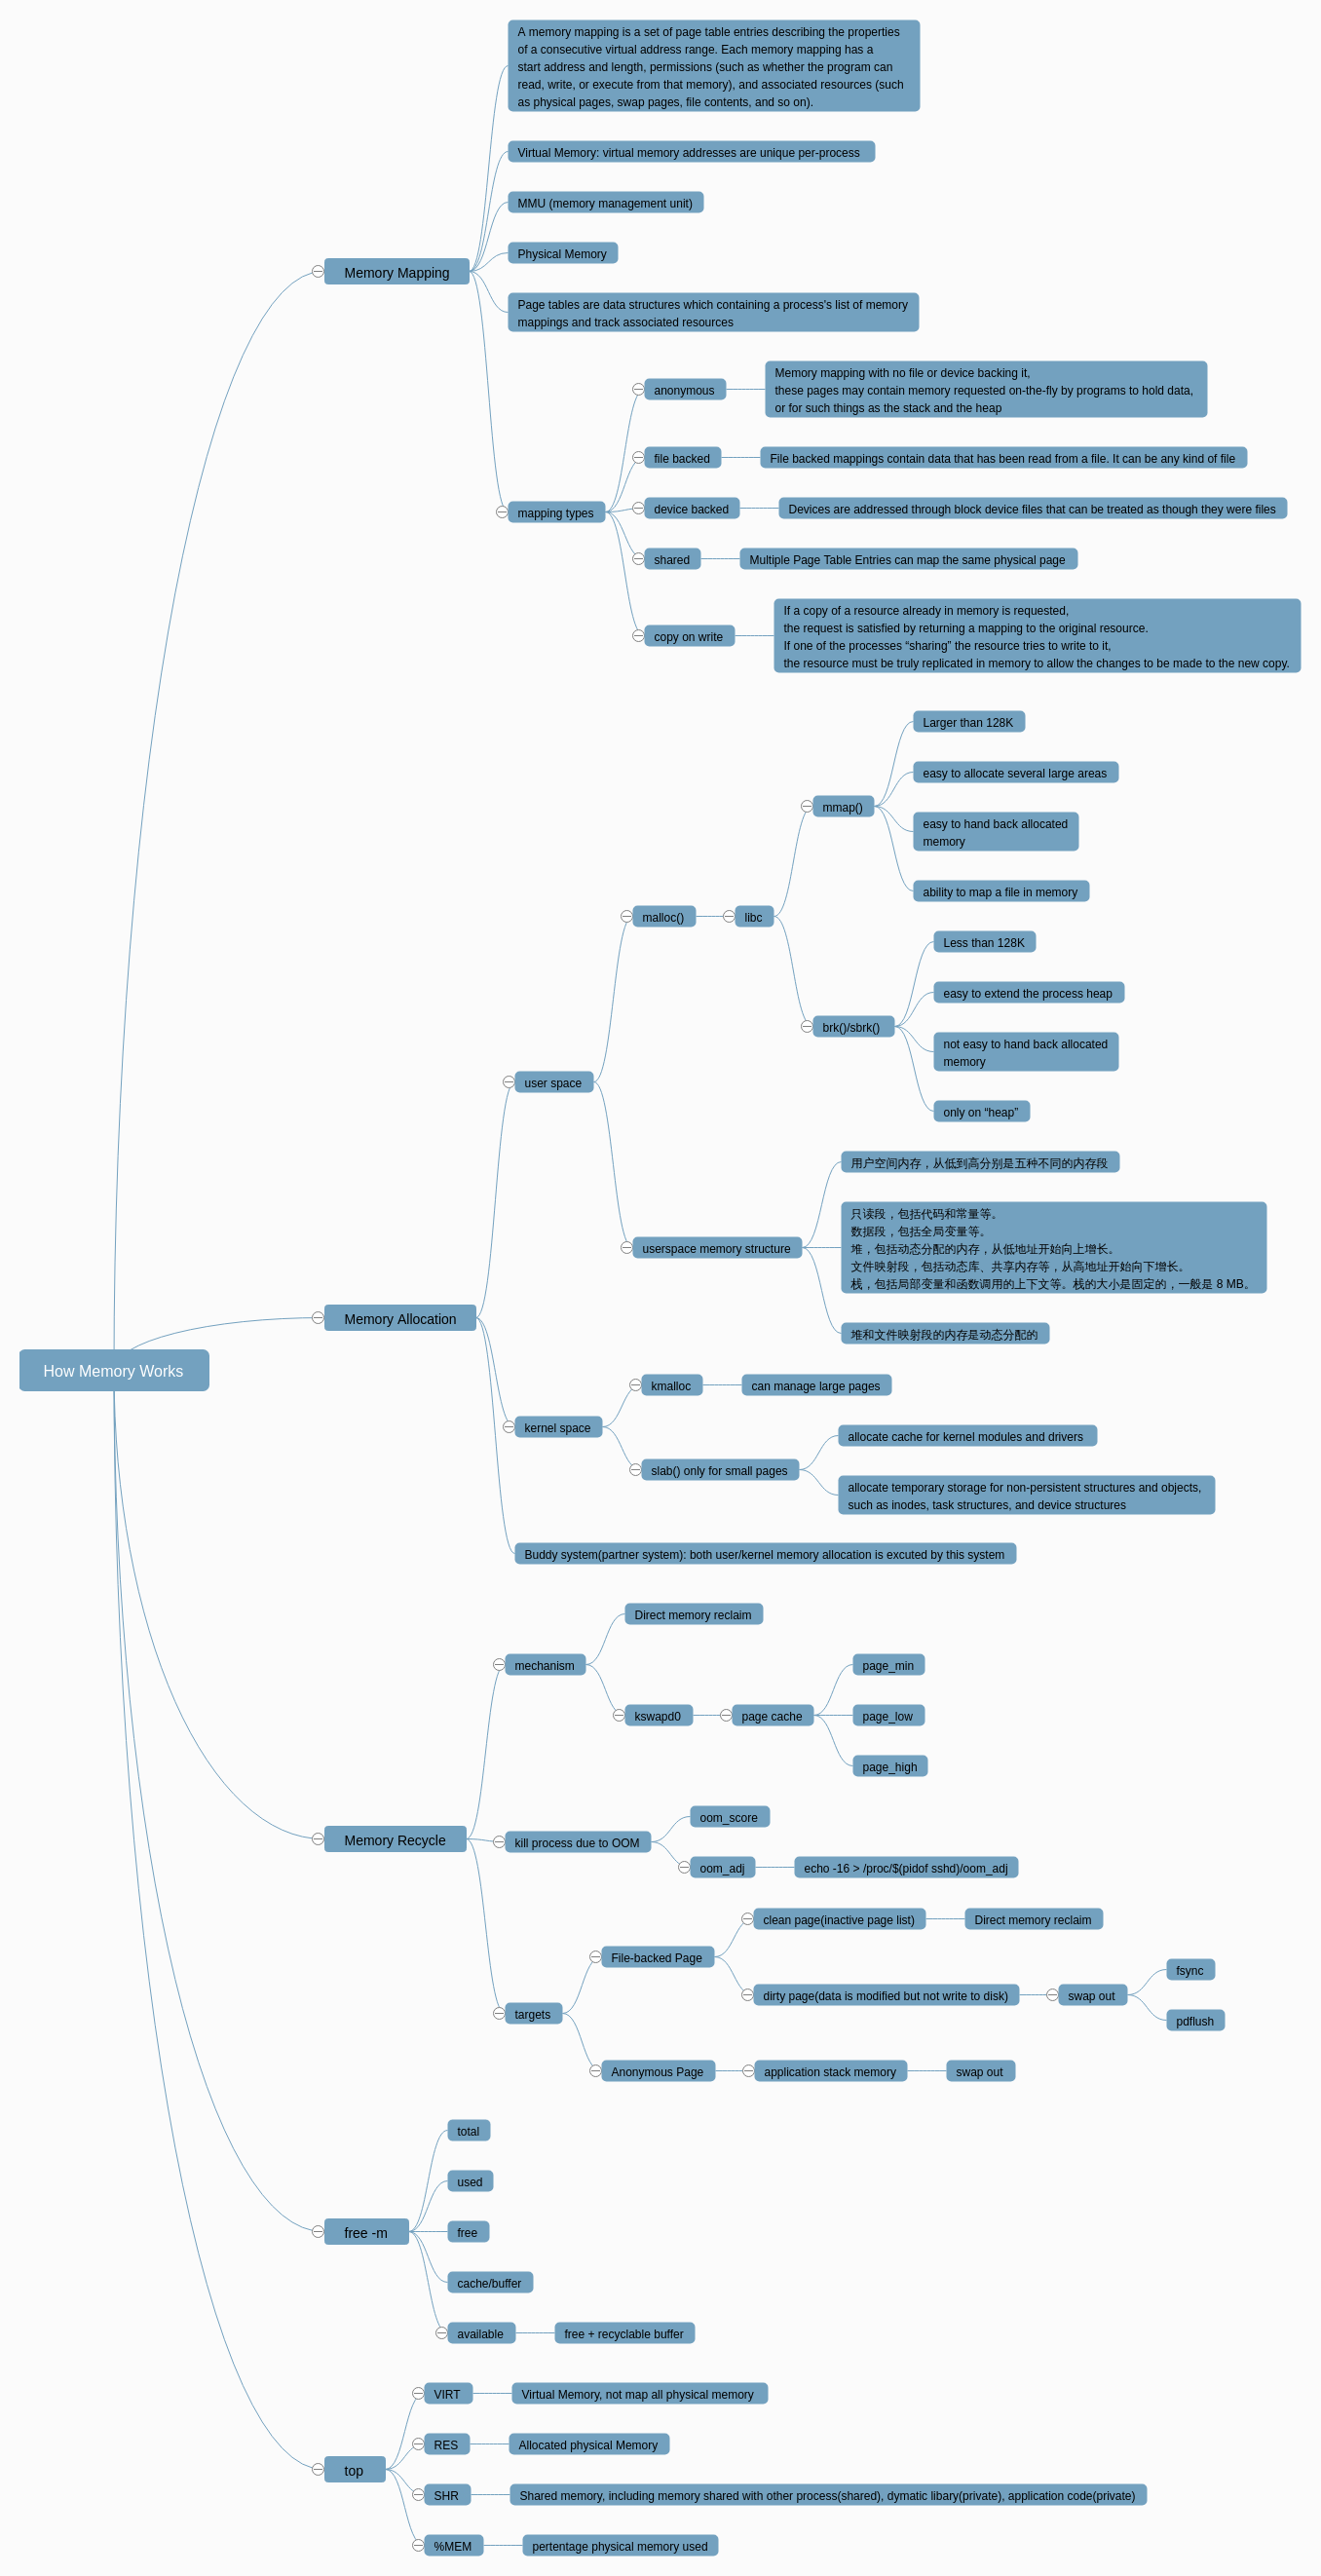 How Memory Works
Memory Mapping
A memory mapping is a set of page table entries describing the properties
of a consecutive virtual address range. Each memory mapping has a
start address and length, permissions (such as whether the program can
read, write, or execute from that memory), and associated resources (such
as physical pages, swap pages, file contents, and so on).
Virtual Memory: virtual memory addresses are unique per-process
MMU (memory management unit)
Physical Memory
Page tables are data structures which containing a process's list of memory
mappings and track associated resources
mapping types
anonymous
Memory mapping with no file or device backing it,
these pages may contain memory requested on-the-fly by programs to hold data,
or for such things as the stack and the heap
file backed
File backed mappings contain data that has been read from a file. It can be any kind of file
device backed
Devices are addressed through block device files that can be treated as though they were files
shared
Multiple Page Table Entries can map the same physical page
copy on write
If a copy of a resource already in memory is requested,
the request is satisfied by returning a mapping to the original resource.
If one of the processes “sharing” the resource tries to write to it,
the resource must be truly replicated in memory to allow the changes to be made to the new copy.
Memory Allocation
user space
malloc()
libc
mmap()
Larger than 128K
easy to allocate several large areas
easy to hand back allocated
memory
ability to map a file in memory
brk()/sbrk()
Less than 128K
easy to extend the process heap
not easy to hand back allocated
memory
only on “heap”
userspace memory structure
用户空间内存，从低到高分别是五种不同的内存段
只读段，包括代码和常量等。
数据段，包括全局变量等。
堆，包括动态分配的内存，从低地址开始向上增长。
文件映射段，包括动态库、共享内存等，从高地址开始向下增长。
栈，包括局部变量和函数调用的上下文等。栈的大小是固定的，一般是 8 MB。
堆和文件映射段的内存是动态分配的
kernel space
kmalloc
can manage large pages
slab() only for small pages
allocate cache for kernel modules and drivers
allocate temporary storage for non-persistent structures and objects,
such as inodes, task structures, and device structures
Buddy system(partner system): both user/kernel memory allocation is excuted by this system
Memory Recycle
mechanism
Direct memory reclaim
kswapd0
page cache
page_min
page_low
page_high
kill process due to OOM
oom_score
oom_adj
echo -16 > /proc/$(pidof sshd)/oom_adj
targets
File-backed Page
clean page(inactive page list)
Direct memory reclaim
dirty page(data is modified but not write to disk)
swap out
fsync
pdflush
Anonymous Page
application stack memory
swap out
free -m
total
used
free
cache/buffer
available
free + recyclable buffer
top
VIRT
Virtual Memory, not map all physical memory
RES
Allocated physical Memory
SHR
Shared memory, including memory shared with other process(shared), dymatic libary(private), application code(private)
%MEM
pertentage physical memory used